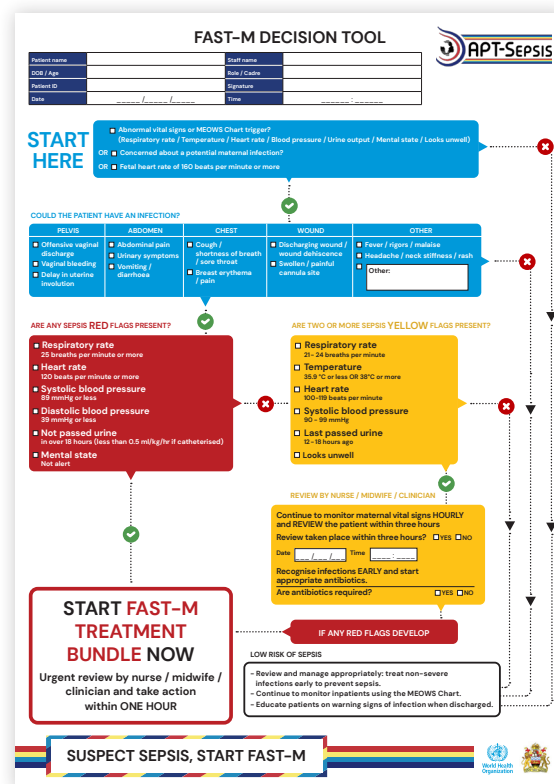 FAST-M DECISION TOOL
APT-SEPSIS
Patient name
Staff name
DOB / Age
Role / Cadre
Patient ID
Signature
Date
_____ /_____ /_____
Time
______ : ______
START
HERE
Abnormal vital signs or MEOWS Chart trigger?
(Respiratory rate / Temperature / Heart rate / Blood pressure / Urine output / Mental state / Looks unwell)
OR Concerned about a potential maternal infection?
OR Fetal heart rate of 160 beats per minute or more
COULD THE PATIENT HAVE AN INFECTION?
PELVIS
Offensive vaginal
discharge
Vaginal bleeding
Delay in uterine
involution
ABDOMEN
Abdominal pain
Urinary symptoms
Vomiting /
diarrhoea
CHEST
Cough /
shortness of breath
/ sore throat
Breast erythema
/ pain
WOUND
Discharging wound /
wound dehiscence
Swollen / painful
cannula site
OTHER
Fever / rigors / malaise
Headache / neck stiffness / rash
Other:
ARE ANY SEPSIS RED FLAGS PRESENT?
Respiratory rate
25 breaths per minute or more
Heart rate
120 beats per minute or more
Systolic blood pressure
89 mmHg or less
Diastolic blood pressure
39 mmHg or less
Not passed urine
in over 18 hours (less than 0.5 ml/kg/hr if catheterised)
Mental state
Not alert
ARE TWO OR MORE SEPSIS YELLOW FLAGS PRESENT?
Respiratory rate
21- 24 breaths per minute
Temperature
35.9 °C or less OR 38°C or more
Heart rate
100-119 beats per minute
Systolic blood pressure
90 - 99 mmHg
Last passed urine
12 - 18 hours ago
Looks unwell
REVIEW BY NURSE / MIDWIFE / CLINICIAN
Continue to monitor maternal vital signs HOURLY
and REVIEW the patient within three hours
Review taken place within three hours? YES NO
Date ___ /___ /___ Time ____ : ____
Recognise infections EARLY and start
appropriate antibiotics.
Are antibiotics required? YES NO
IF ANY RED FLAGS DEVELOP
START FAST-M
TREATMENT
BUNDLE NOW
Urgent review by nurse / midwife /
clinician and take action
within ONE HOUR
LOW RISK OF SEPSIS
- Review and manage appropriately: treat non-severe
infections early to prevent sepsis.
- Continue to monitor inpatients using the MEOWS Chart.
- Educate patients on warning signs of infection when discharged.
SUSPECT SEPSIS, START FAST-M
World Health
Organization